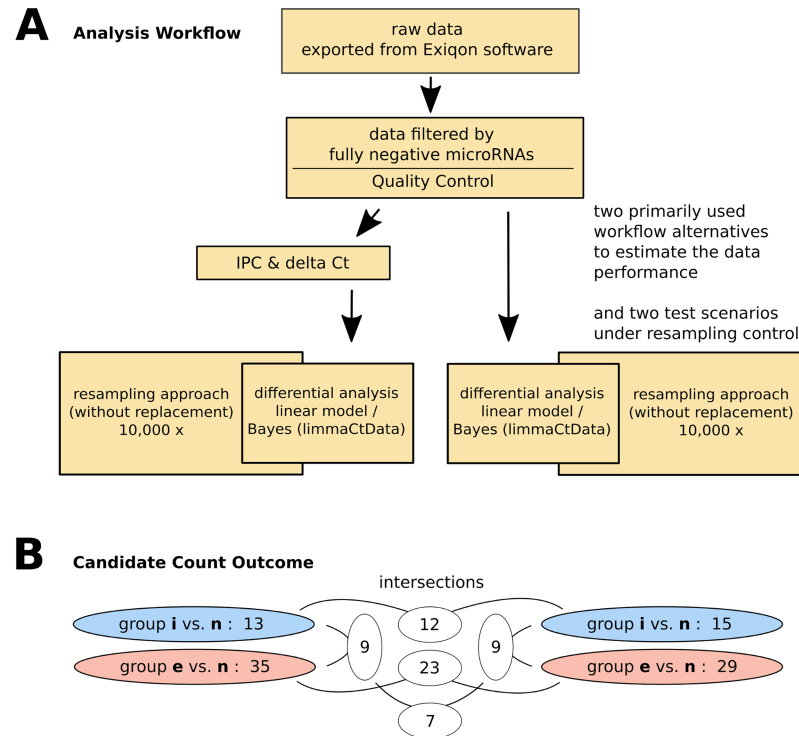 A Analysis Workflow
raw data
exported from Exiqon software
data filtered by
fully negative microRNAs
Quality Control
two primarily used
workflow alternatives
to estimate the data
performance
IPC & delta Ct
and two test scenarios
under resampling control
resampling approach
(without replacement)
10,000 x
differential analysis
linear model /
Bayes (limmaCtData)
differential analysis
linear model /
Bayes (limmaCtData)
resampling approach
(without replacement)
10,000 x
B Candidate Count Outcome
intersections
group i vs. n : 13
12
group i vs. n : 15
9
9
group e vs. n : 35
23
group e vs. n : 29
7